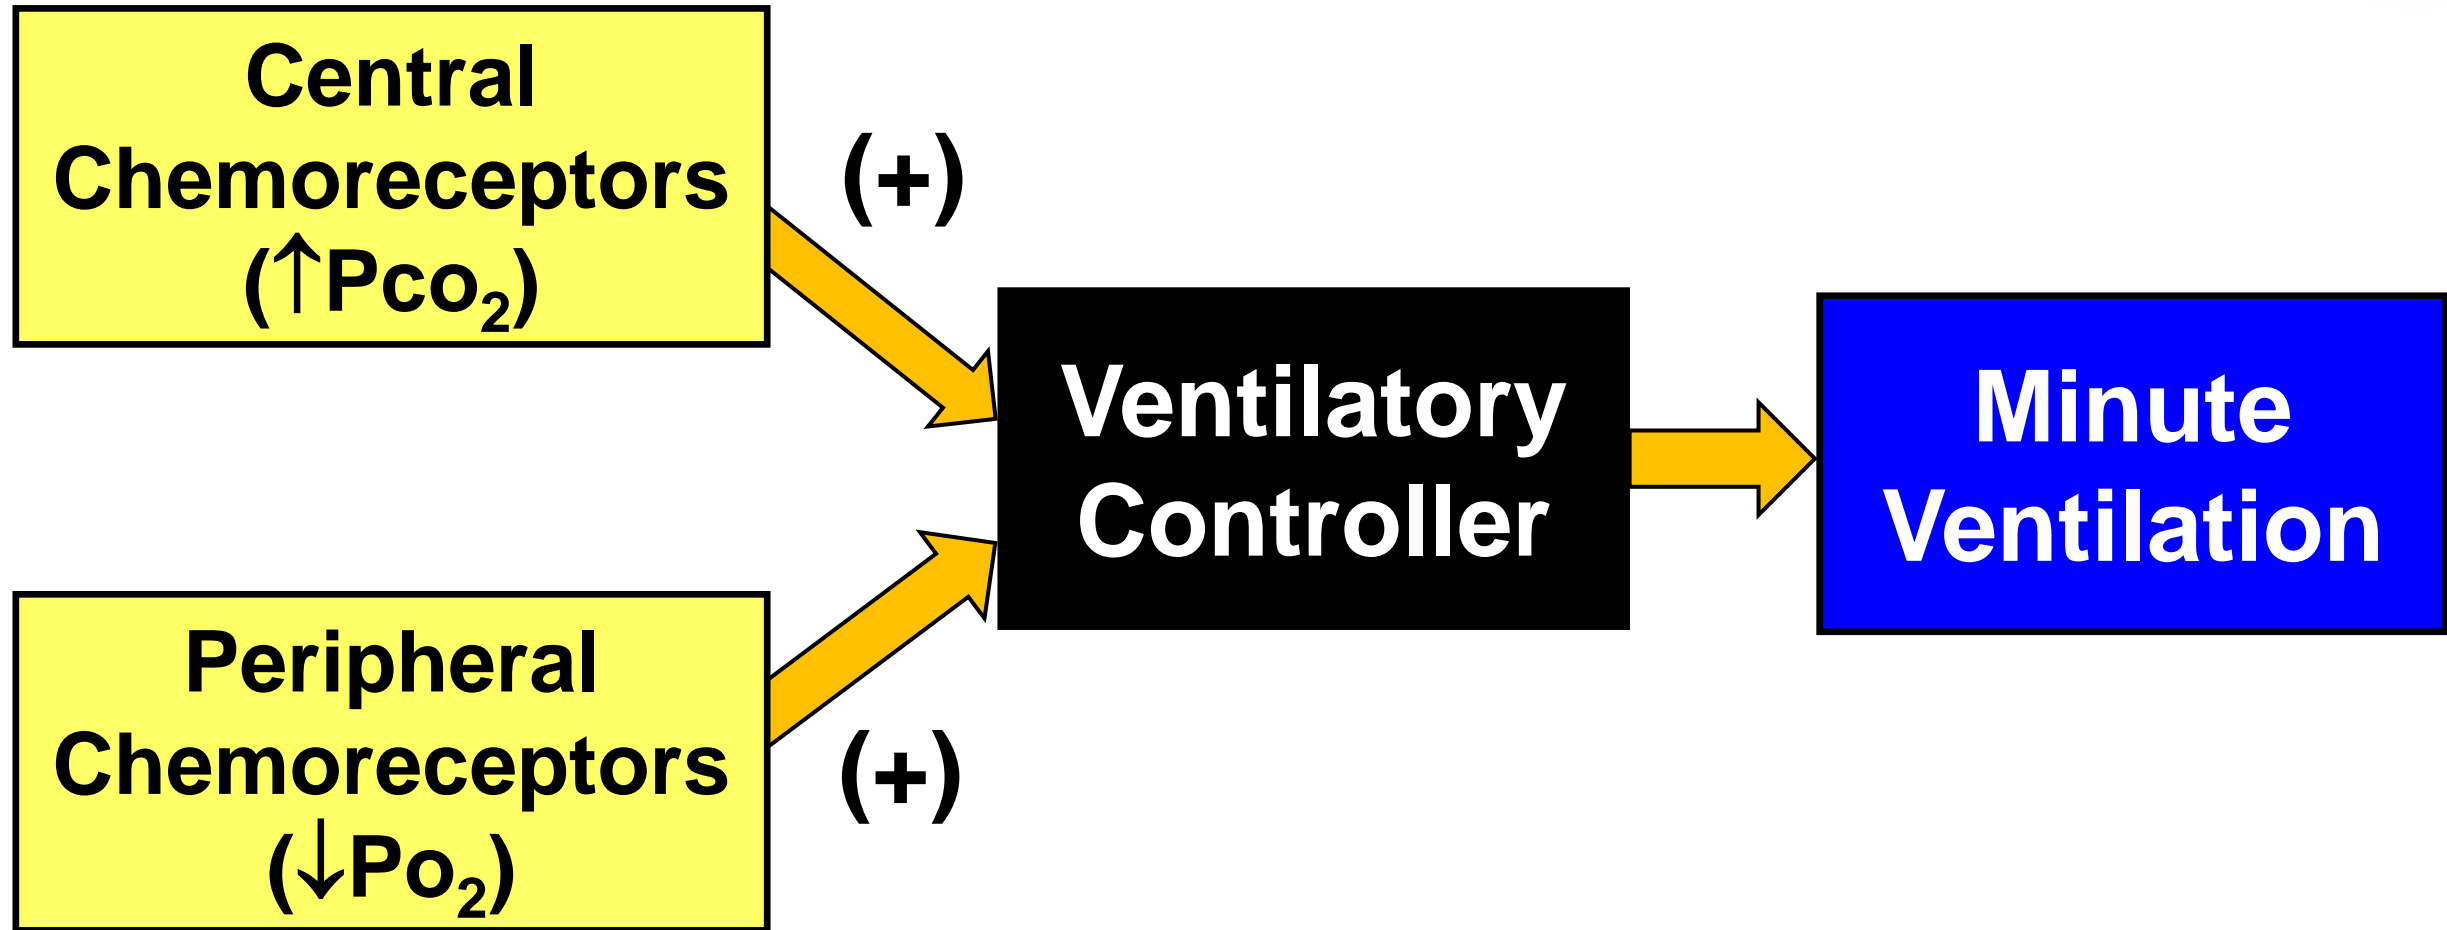 Central
Chemoreceptors
(↑Pco₂)
(+)
Ventilatory
Controller
Minute
Ventilation
Peripheral
Chemoreceptors
(↓Po₂)
(+)